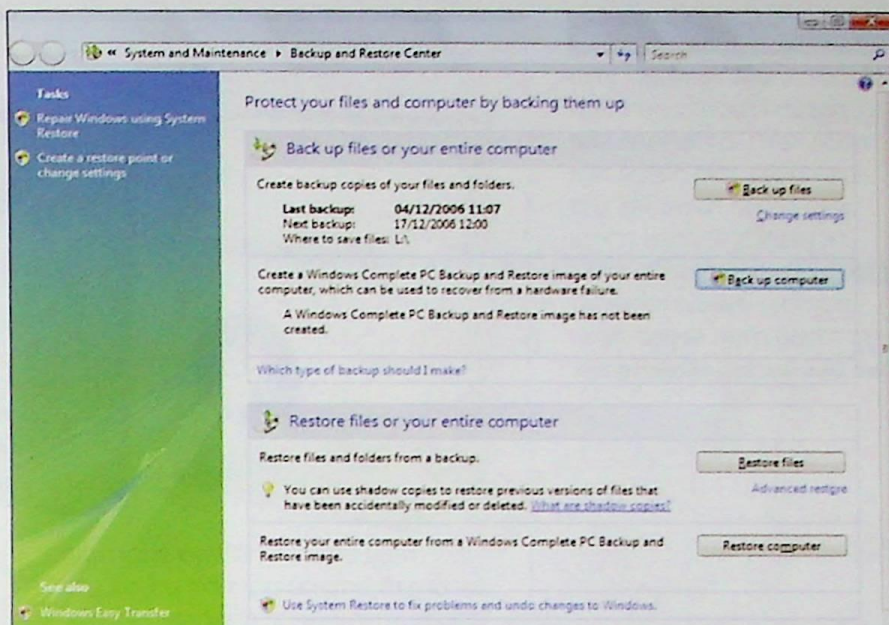 « System and Maintenance ▸ Backup and Restore Center
Search
Tasks
Repair Windows using System
Restore
Create a restore point or
change settings
See also
Windows Easy Transfer
Protect your files and computer by backing them up
Back up files or your entire computer
Create backup copies of your files and folders.
Back up files
Last backup: 04/12/2006 11:07
Change settings
Next backup: 17/12/2006 12:00
Where to save files: L:\
Create a Windows Complete PC Backup and Restore image of your entire
computer, which can be used to recover from a hardware failure.
Back up computer
A Windows Complete PC Backup and Restore image has not been
created.
Which type of backup should I make?
Restore files or your entire computer
Restore files and folders from a backup.
Restore files
You can use shadow copies to restore previous versions of files that
have been accidentally modified or deleted. What are shadow copies?
Advanced restore
Restore your entire computer from a Windows Complete PC Backup and
Restore image.
Restore computer
Use System Restore to fix problems and undo changes to Windows.